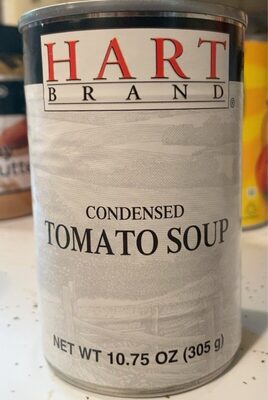 HART
BRAND®
CONDENSED
TOMATO SOUP
NET WT 10.75 OZ (305 g)